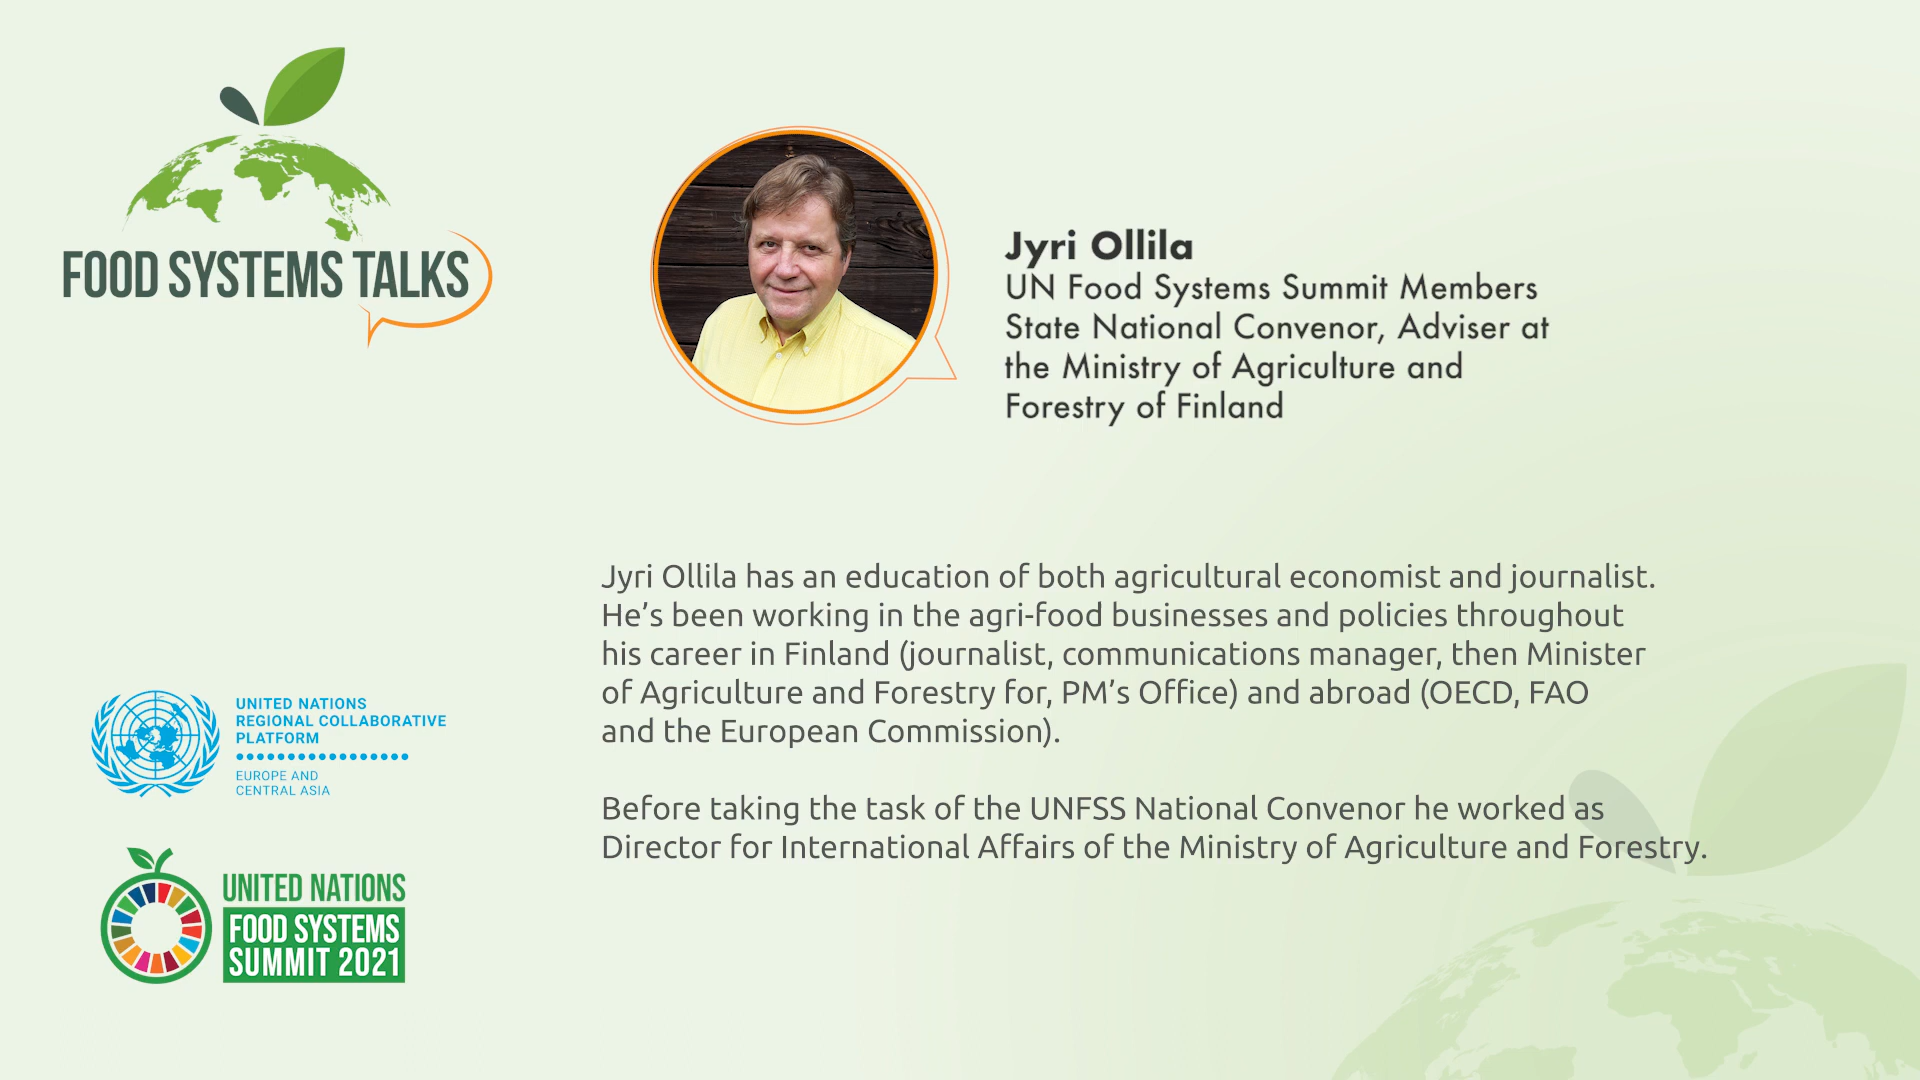 FOOD SYSTEMS TALKS
Jyri Ollila
UN Food Systems Summit Members
State National Convenor, Adviser at
the Ministry of Agriculture and
Forestry of Finland
Jyri Ollila has an education of both agricultural economist and journalist.
He’s been working in the agri-food businesses and policies throughout
his career in Finland (journalist, communications manager, then Minister
of Agriculture and Forestry for, PM’s Office) and abroad (OECD, FAO
and the European Commission).
Before taking the task of the UNFSS National Convenor he worked as
Director for International Affairs of the Ministry of Agriculture and Forestry.
UNITED NATIONS
REGIONAL COLLABORATIVE
PLATFORM
EUROPE AND
CENTRAL ASIA
UNITED NATIONS
FOOD SYSTEMS
SUMMIT 2021